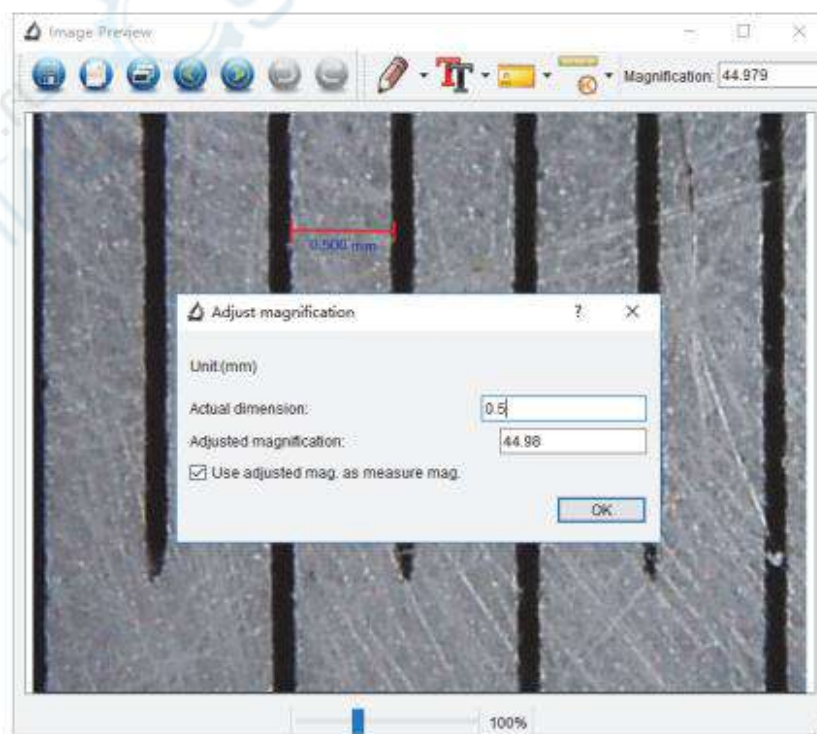 Image Preview
Magnification: 44.979
0.500 mm
Adjust magnification
?
Unit:(mm)
Actual dimension: 0.5
Adjusted magnification: 44.98
Use adjusted mag. as measure mag.
OK
100%